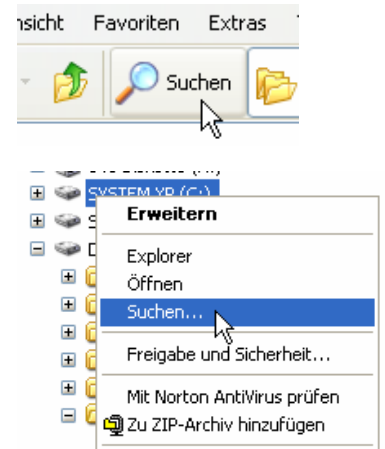 Favoriten Extras
Suchen
SYSTEM XP (C:)
Erweitern
Explorer
Öffnen
Suchen...
Freigabe und Sicherheit...
Mit Norton AntiVirus prüfen
Zu ZIP-Archiv hinzufügen